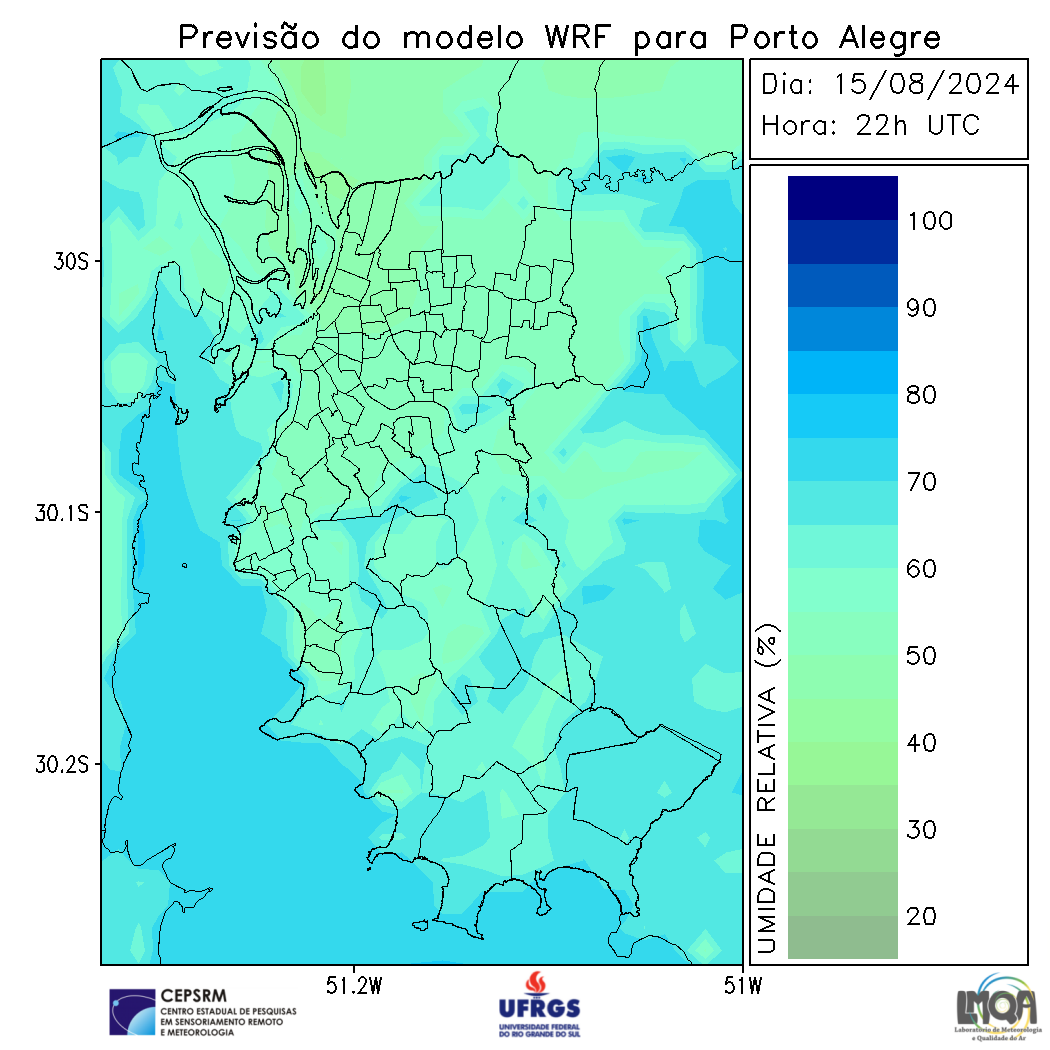 Previsão do modelo WRF para Porto Alegre
Dia: 15/08/2024
Hora: 22h UTC
100
90
80
70
60
50
40
30
20
UMIDADE RELATIVA (%)
30S
30.1S
30.2S
51.2W
51W
CEPSRM
CENTRO ESTADUAL DE PESQUISAS
EM SENSORIAMENTO REMOTO
E METEOROLOGIA
UFRGS
UNIVERSIDADE FEDERAL
DO RIO GRANDE DO SUL
LMQA
Laboratório de Meteorologia
e Qualidade do Ar